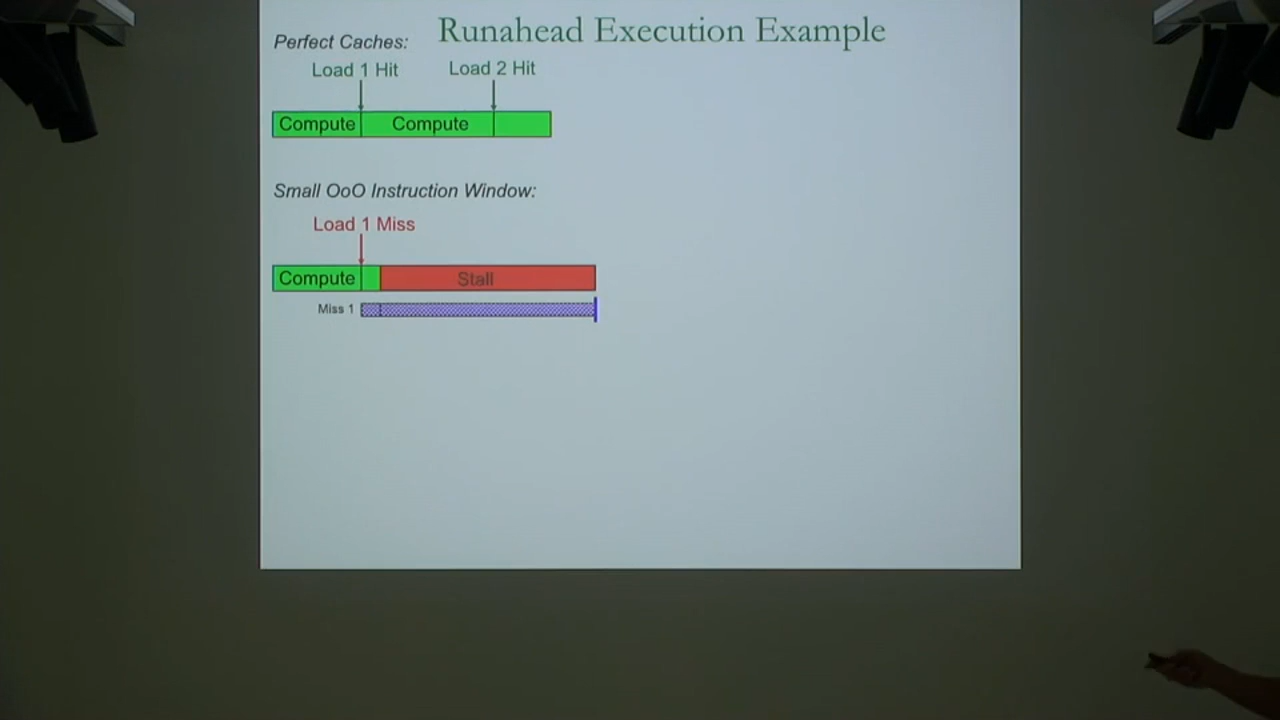 Runahead Execution Example
Perfect Caches:
Load 1 Hit Load 2 Hit
Compute Compute
Small OoO Instruction Window:
Load 1 Miss
Compute Stall
Miss 1